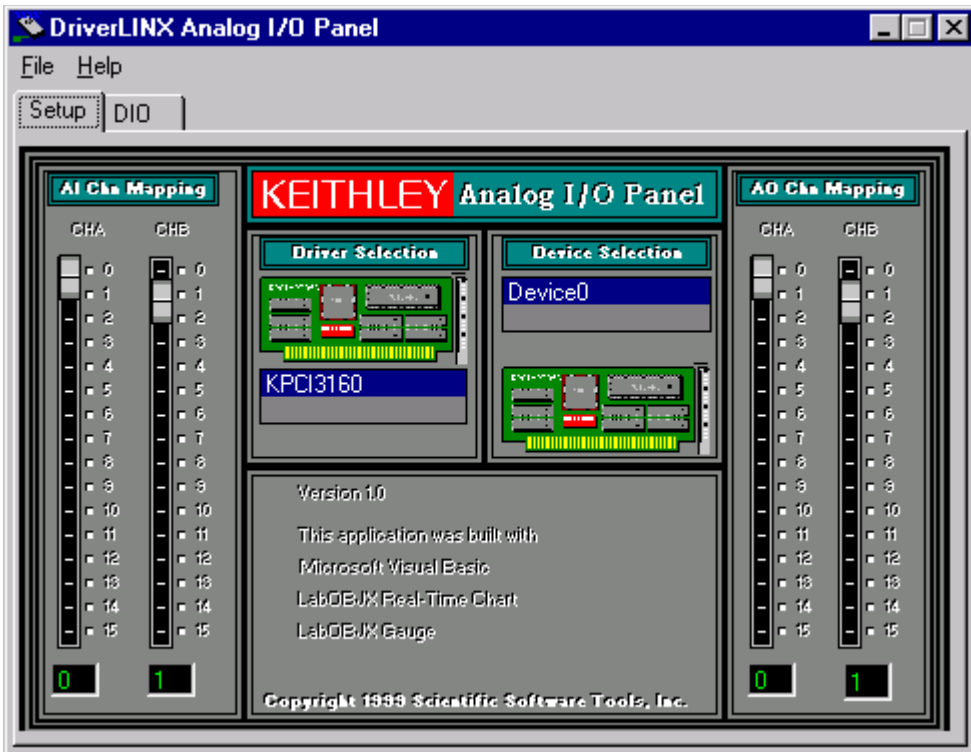 DriverLINX Analog I/O Panel
File Help
Setup DIO
AI Chn Mapping
CHA CHB
0 0
1 1
2 2
3 3
4 4
5 5
6 6
7 7
8 8
9 9
10 10
11 11
12 12
13 13
14 14
15 15
0 1
KEITHLEY Analog I/O Panel
Driver Selection
KPCI3160
Device Selection
Device0
Version 1.0
This application was built with
Microsoft Visual Basic
LabOBJX Real-Time Chart
LabOBJX Gauge
Copyright 1999 Scientific Software Tools, Inc.
AO Chn Mapping
CHA CHB
0 0
1 1
2 2
3 3
4 4
5 5
6 6
7 7
8 8
9 9
10 10
11 11
12 12
13 13
14 14
15 15
0 1